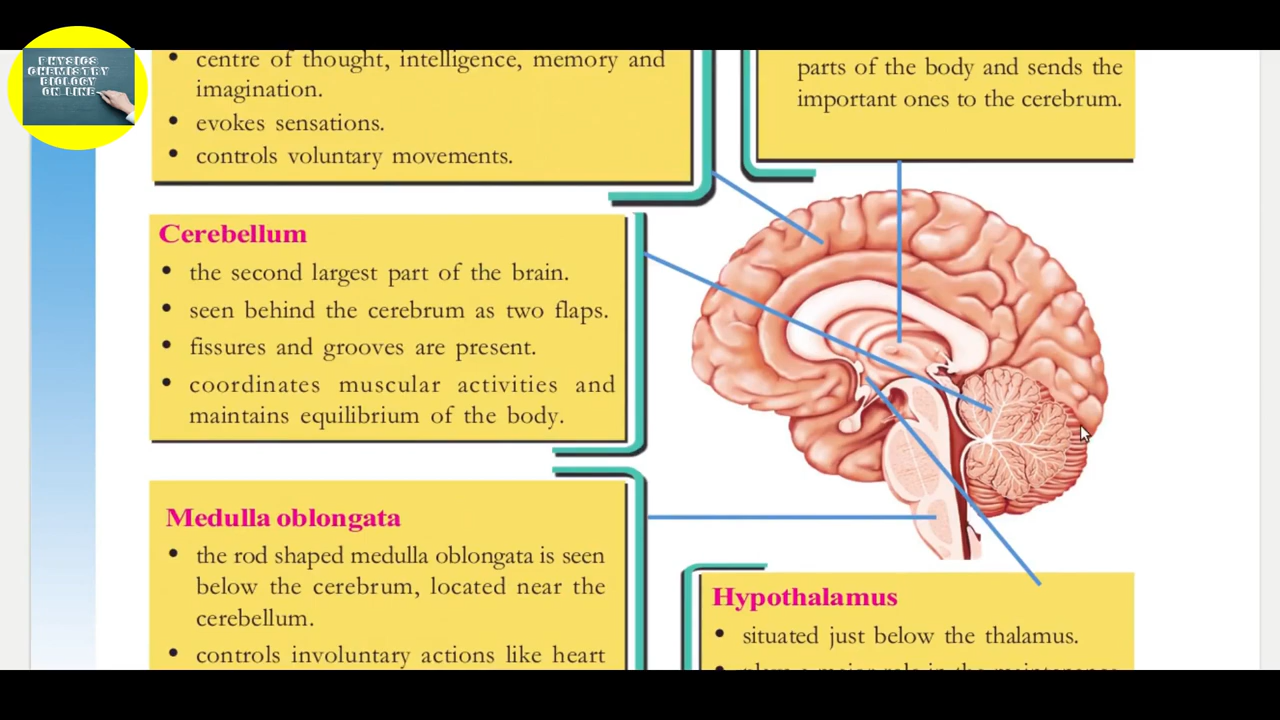 PHYSICS
CHEMISTRY
BIOLOGY
ON LINE
centre of thought, intelligence, memory and
imagination.
• evokes sensations.
• controls voluntary movements.
parts of the body and sends the
important ones to the cerebrum.
Cerebellum
• the second largest part of the brain.
• seen behind the cerebrum as two flaps.
• fissures and grooves are present.
• coordinates muscular activities and
maintains equilibrium of the body.
Medulla oblongata
• the rod shaped medulla oblongata is seen
below the cerebrum, located near the
cerebellum.
• controls involuntary actions like heart
Hypothalamus
• situated just below the thalamus.